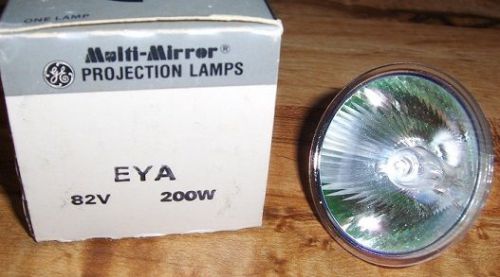 ONE LAMP
GE
Multi-Mirror®
PROJECTION LAMPS
EYA
82V 200W